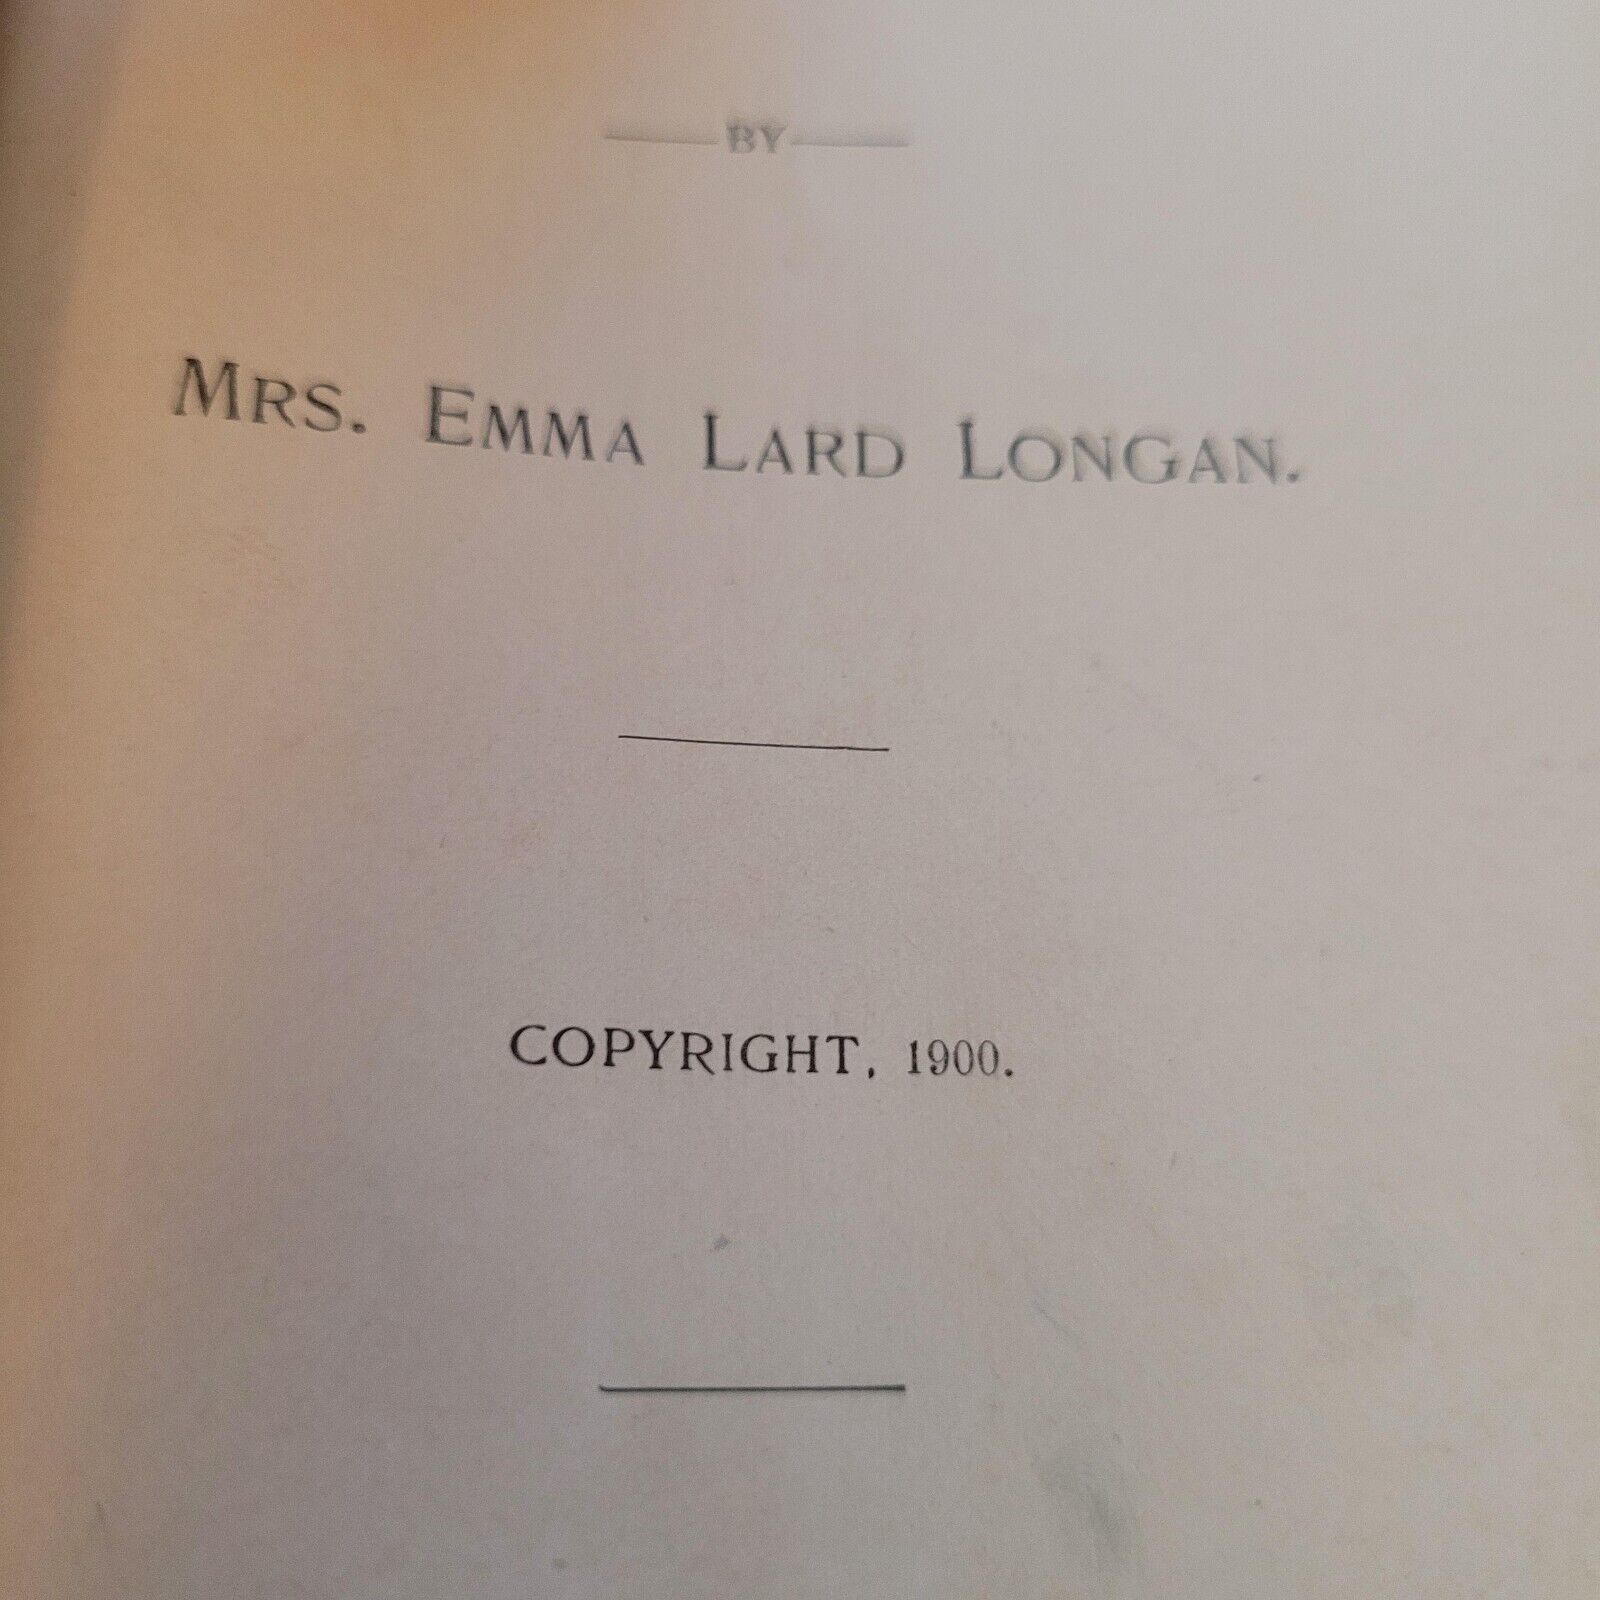 BY
MRS. EMMA LARD LONGAN.
COPYRIGHT, 1900.